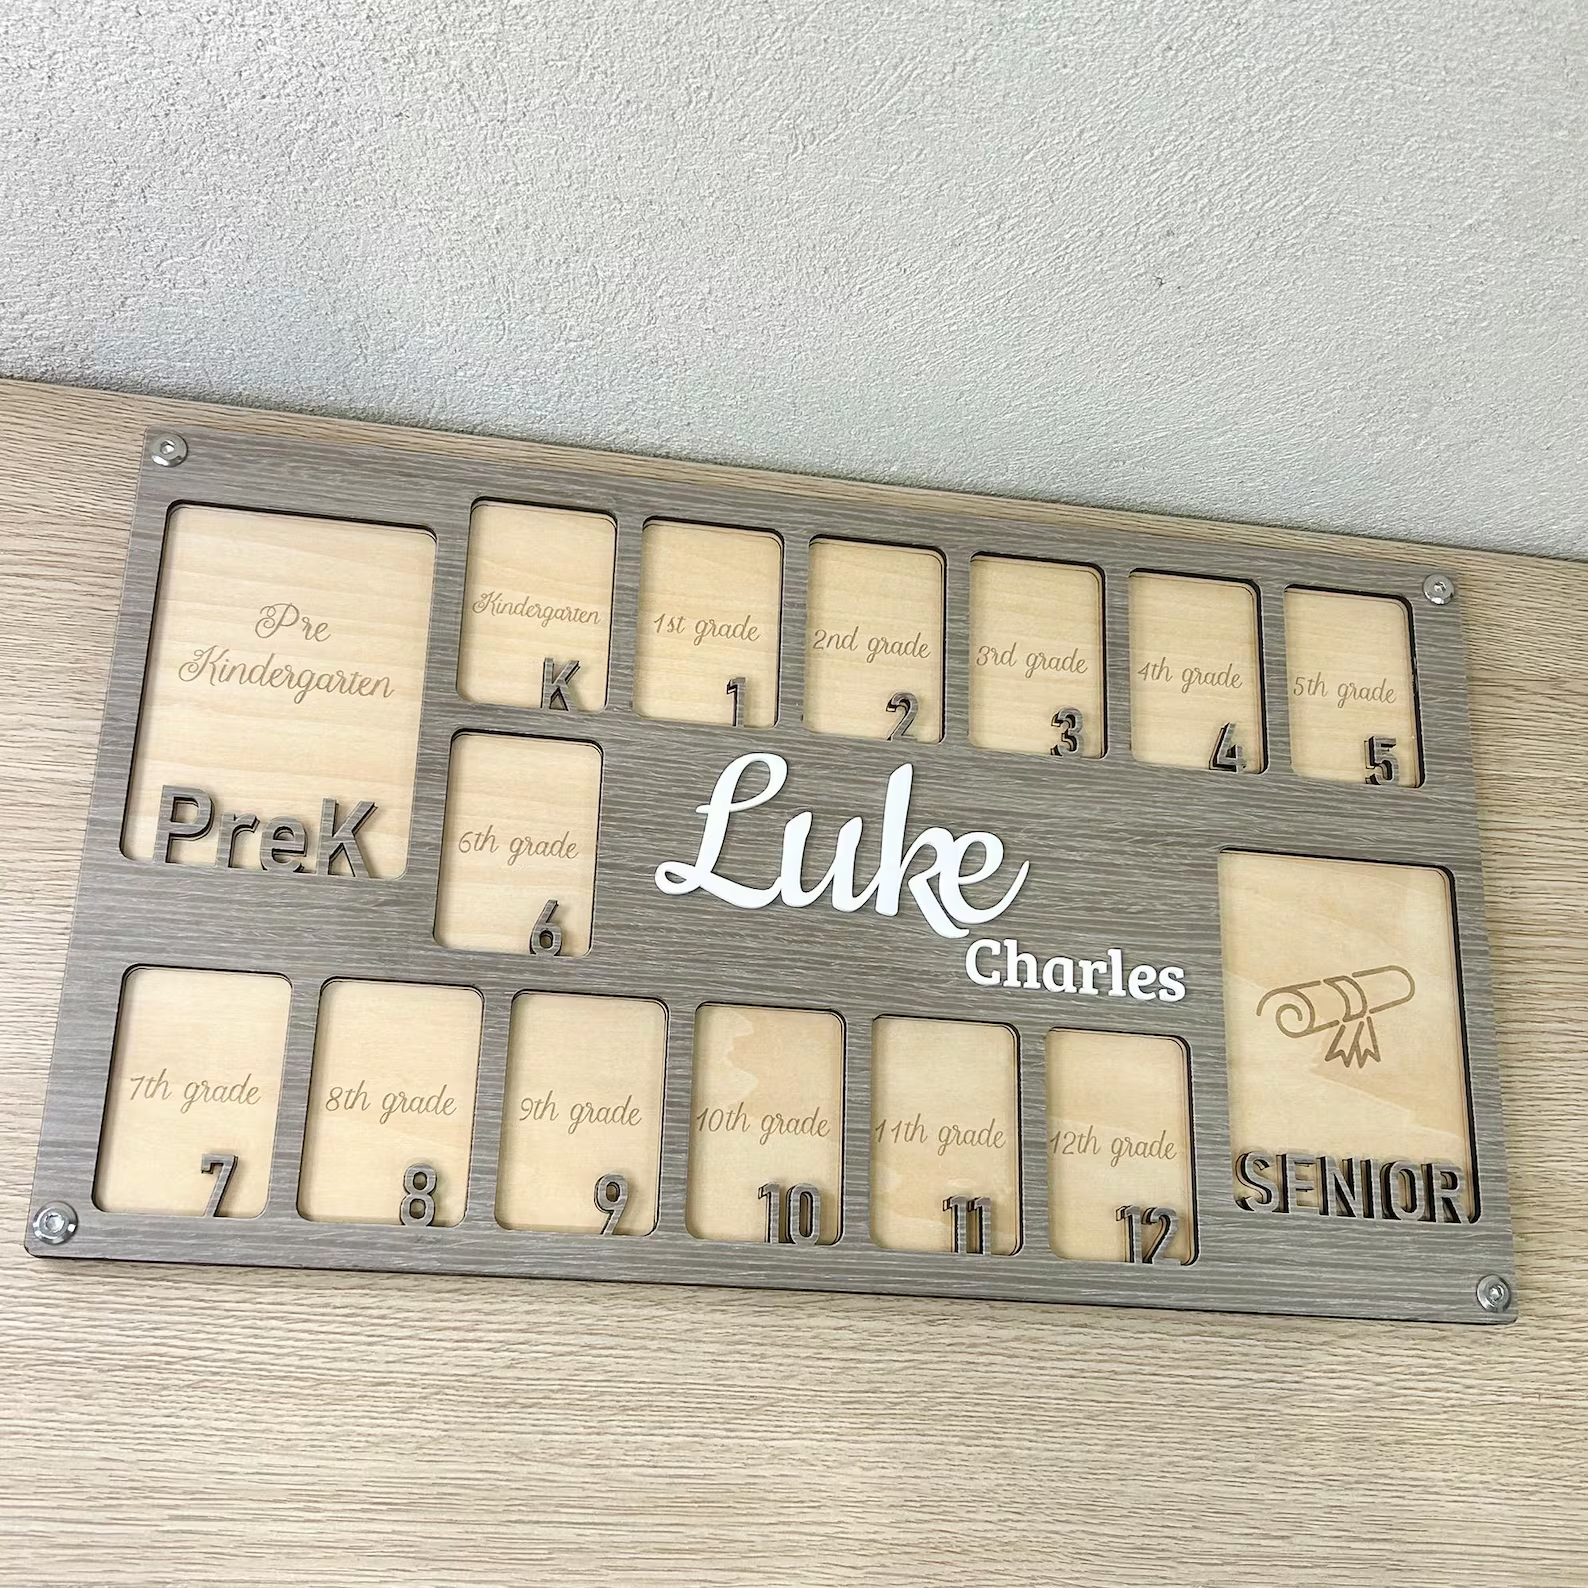 Pre
Kindergarten
PreK
Kindergarten
K
1st grade
1
2nd grade
2
3rd grade
3
4th grade
4
5th grade
5
6th grade
6
Luke
Charles
7th grade
7
8th grade
8
9th grade
9
10th grade
10
11th grade
11
12th grade
12
SENIOR